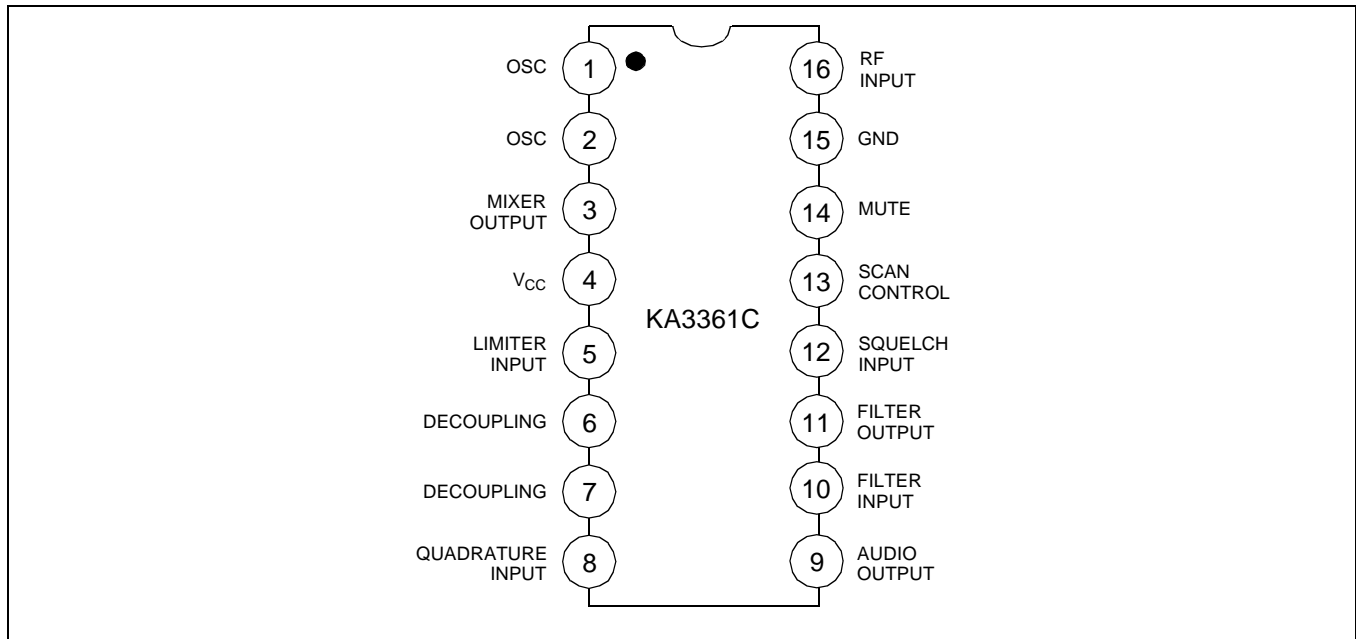 OSC
1
16
RF
INPUT
OSC
2
15
GND
MIXER
OUTPUT
3
14
MUTE
VCC
4
13
SCAN
CONTROL
KA3361C
LIMITER
INPUT
5
12
SQUELCH
INPUT
DECOUPLING
6
11
FILTER
OUTPUT
DECOUPLING
7
10
FILTER
INPUT
QUADRATURE
INPUT
8
9
AUDIO
OUTPUT